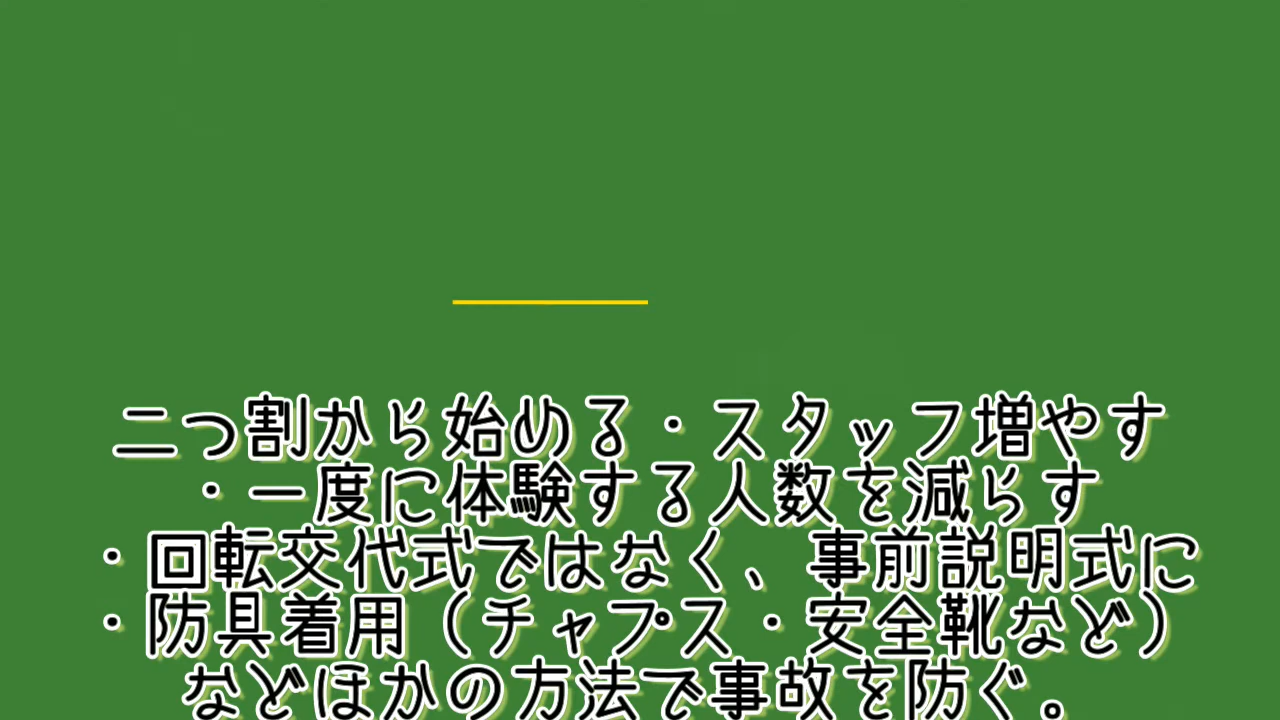 二つ割から始める・スタッフ増やす
・一度に体験する人数を減らす
・回転交代式ではなく、事前説明式に
・防具着用（チャプス・安全靴など）
などほかの方法で事故を防ぐ。